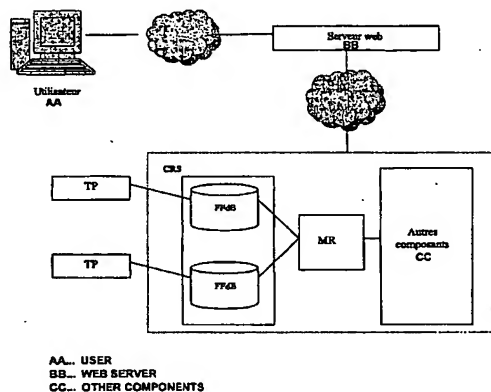 Serveur web
BB
Utilisateur
AA
CRS
TP
FFdB
MR
Autres
composants
CC
TP
FFdB
AA... USER
BB... WEB SERVER
CC... OTHER COMPONENTS